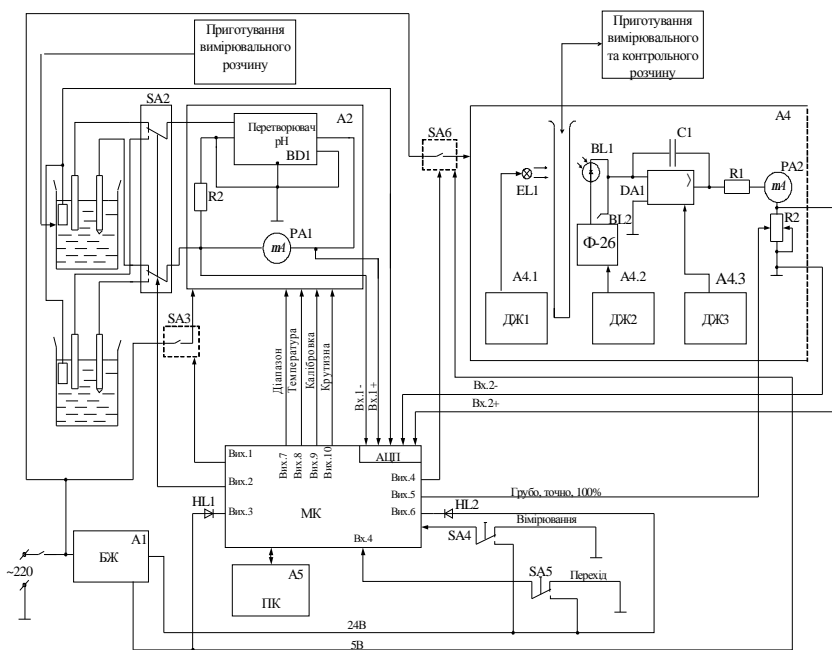 Приготування
вимірювального
розчину
Приготування
вимірювального
та контрольного
розчину
SA2
A2
Перетворювач
pH
BD1
R2
PA1
mA
SA3
SA6
A4
C1
BL1
EL1
DA1
R1
PA2
mA
BL2
R2
Ф-26
A4.1
A4.2
A4.3
ДЖ1
ДЖ2
ДЖ3
Діапазон
Температура
Калібровка
Крутизна
Вх.1 -
Вх.1 +
Вх.2-
Вх.2+
Вих.1
Вих.2
Вих.3
Вих.7
Вих.8
Вих.9
Вих.10
АЦП
Вих.4
Вих.5
Вих.6
МК
Вх.4
Грубо, точно, 100%
HL1
HL2
Вімірювання
SA4
SA5
Перехід
A1
БЖ
~220
A5
ПК
24В
5В